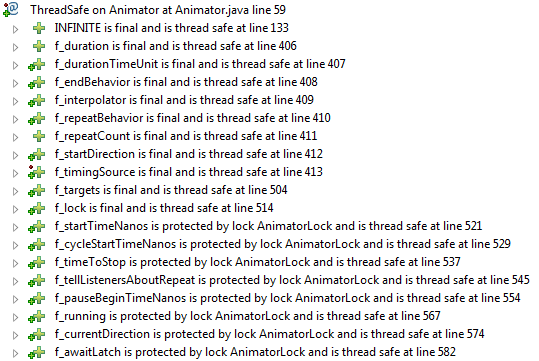 ThreadSafe on Animator at Animator.java line 59
INFINITE is final and is thread safe at line 133
f_duration is final and is thread safe at line 406
f_durationTimeUnit is final and is thread safe at line 407
f_endBehavior is final and is thread safe at line 408
f_interpolator is final and is thread safe at line 409
f_repeatBehavior is final and is thread safe at line 410
f_repeatCount is final and is thread safe at line 411
f_startDirection is final and is thread safe at line 412
f_timingSource is final and is thread safe at line 413
f_targets is final and is thread safe at line 504
f_lock is final and is thread safe at line 514
f_startTimeNanos is protected by lock AnimatorLock and is thread safe at line 521
f_cycleStartTimeNanos is protected by lock AnimatorLock and is thread safe at line 529
f_timeToStop is protected by lock AnimatorLock and is thread safe at line 537
f_tellListenersAboutRepeat is protected by lock AnimatorLock and is thread safe at line 545
f_pauseBeginTimeNanos is protected by lock AnimatorLock and is thread safe at line 554
f_running is protected by lock AnimatorLock and is thread safe at line 567
f_currentDirection is protected by lock AnimatorLock and is thread safe at line 574
f_awaitLatch is protected by lock AnimatorLock and is thread safe at line 582